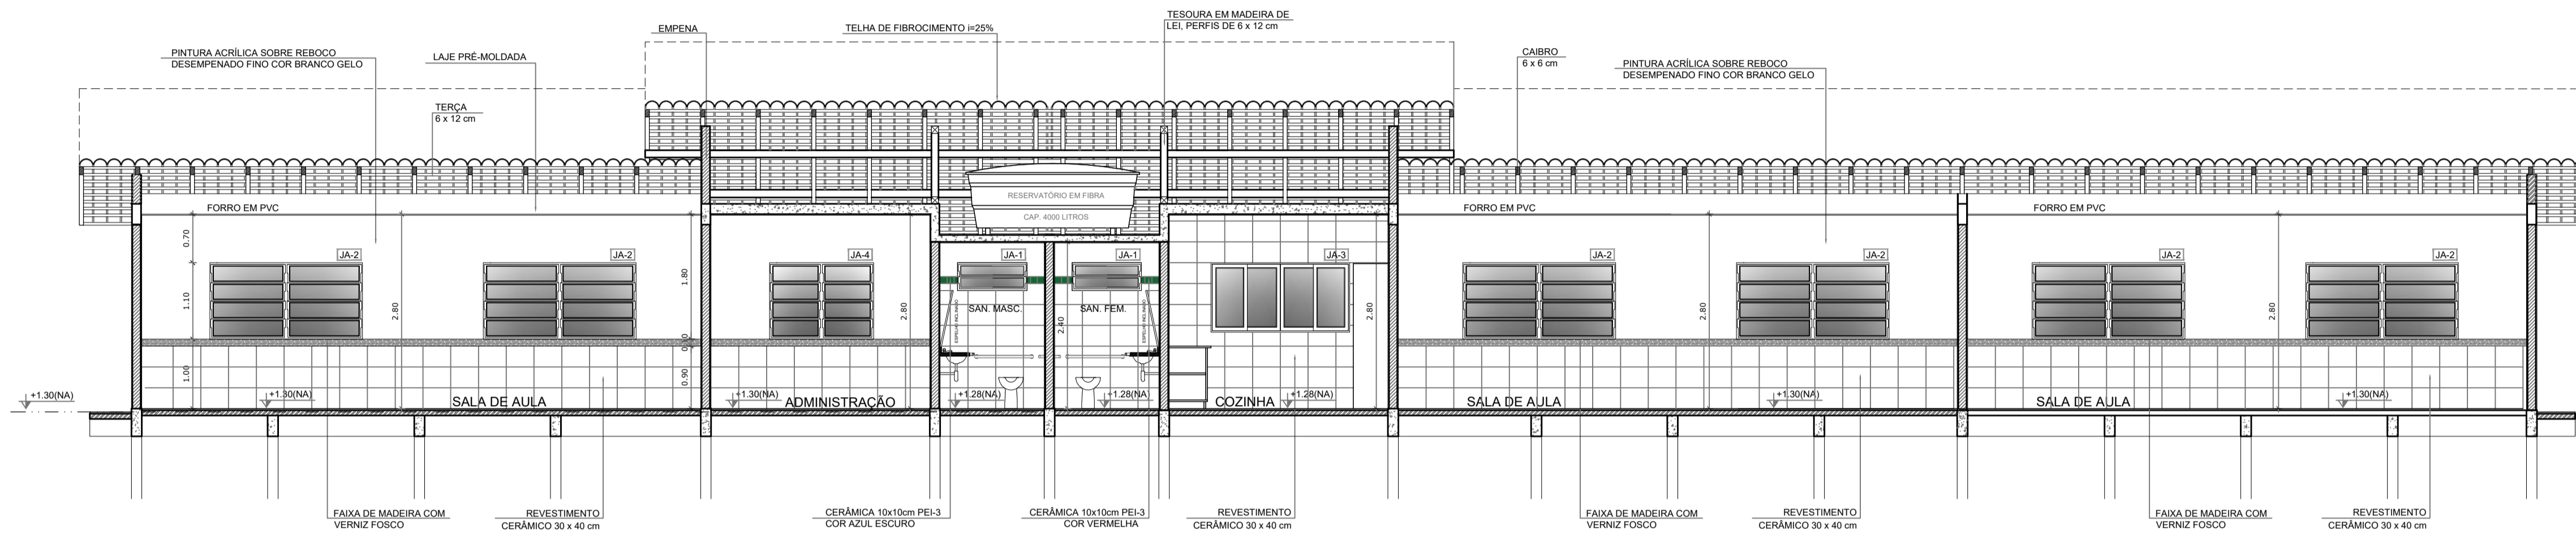 TESOURA EM MADEIRA DE
LEI, PERFIS DE 6 x 12 cm
EMPENA
TELHA DE FIBROCIMENTO i=25%
PINTURA ACRÍLICA SOBRE REBOCO
DESEMPENADO FINO COR BRANCO GELO
LAJE PRÉ-MOLDADA
CAIBRO
6 x 6 cm
PINTURA ACRÍLICA SOBRE REBOCO
DESEMPENADO FINO COR BRANCO GELO
TERÇA
6 x 12 cm
RESERVATÓRIO EM FIBRA
CAP. 4000 LITROS
FORRO EM PVC
FORRO EM PVC
FORRO EM PVC
0.70
JA-2
JA-2
JA-4
JA-1
JA-1
JA-3
JA-2
JA-2
JA-2
JA-2
1.10
2.80
1.80
2.80
ESPELHO INCLINADO
SAN. MASC.
2.40
SAN. FEM.
ESPELHO INCLINADO
2.80
2.80
2.80
0.10
1.00
0.90
+1.30(NA)
+1.30(NA)
SALA DE AULA
+1.30(NA)
ADMINISTRAÇÃO
+1.28(NA)
+1.28(NA)
COZINHA
+1.28(NA)
SALA DE AULA
+1.30(NA)
SALA DE AULA
+1.30(NA)
FAIXA DE MADEIRA COM
VERNIZ FOSCO
REVESTIMENTO
CERÂMICO 30 x 40 cm
CERÂMICA 10x10cm PEI-3
COR AZUL ESCURO
CERÂMICA 10x10cm PEI-3
COR VERMELHA
REVESTIMENTO
CERÂMICO 30 x 40 cm
FAIXA DE MADEIRA COM
VERNIZ FOSCO
REVESTIMENTO
CERÂMICO 30 x 40 cm
FAIXA DE MADEIRA COM
VERNIZ FOSCO
REVESTIMENTO
CERÂMICO 30 x 40 cm